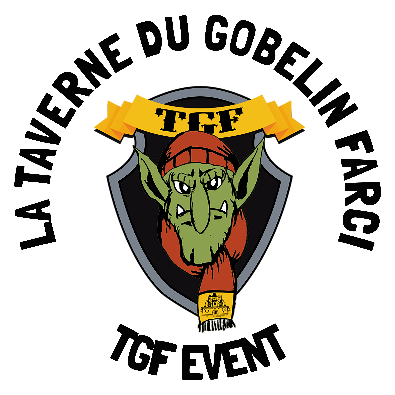 LA TAVERNE DU GOBELIN FARCI
TGF
TGF EVENT